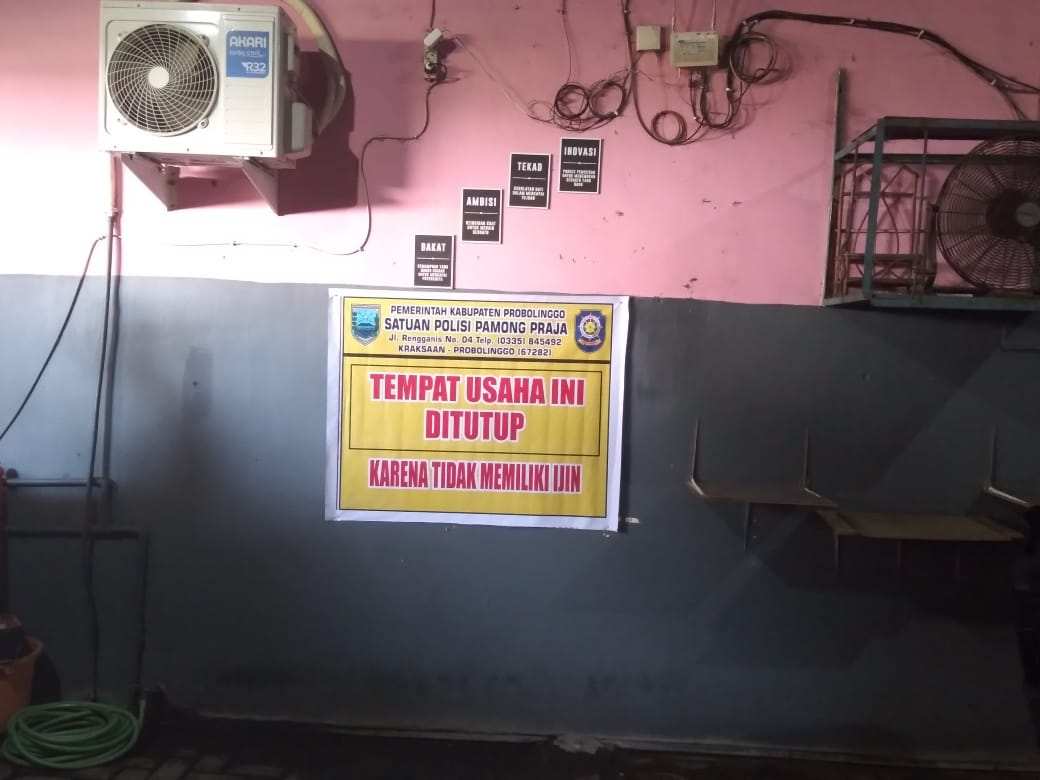 AKARI
R32
INOVASI
TEKAD
AMBISI
BAKAT
PEMERINTAH KABUPATEN PROBOLINGGO
SATUAN POLISI PAMONG PRAJA
Jl. Rengganis No. 04 Telp. (0335) 845492
KRAKSAAN - PROBOLINGGO (67282)
TEMPAT USAHA INI
DITUTUP
KARENA TIDAK MEMILIKI IJIN